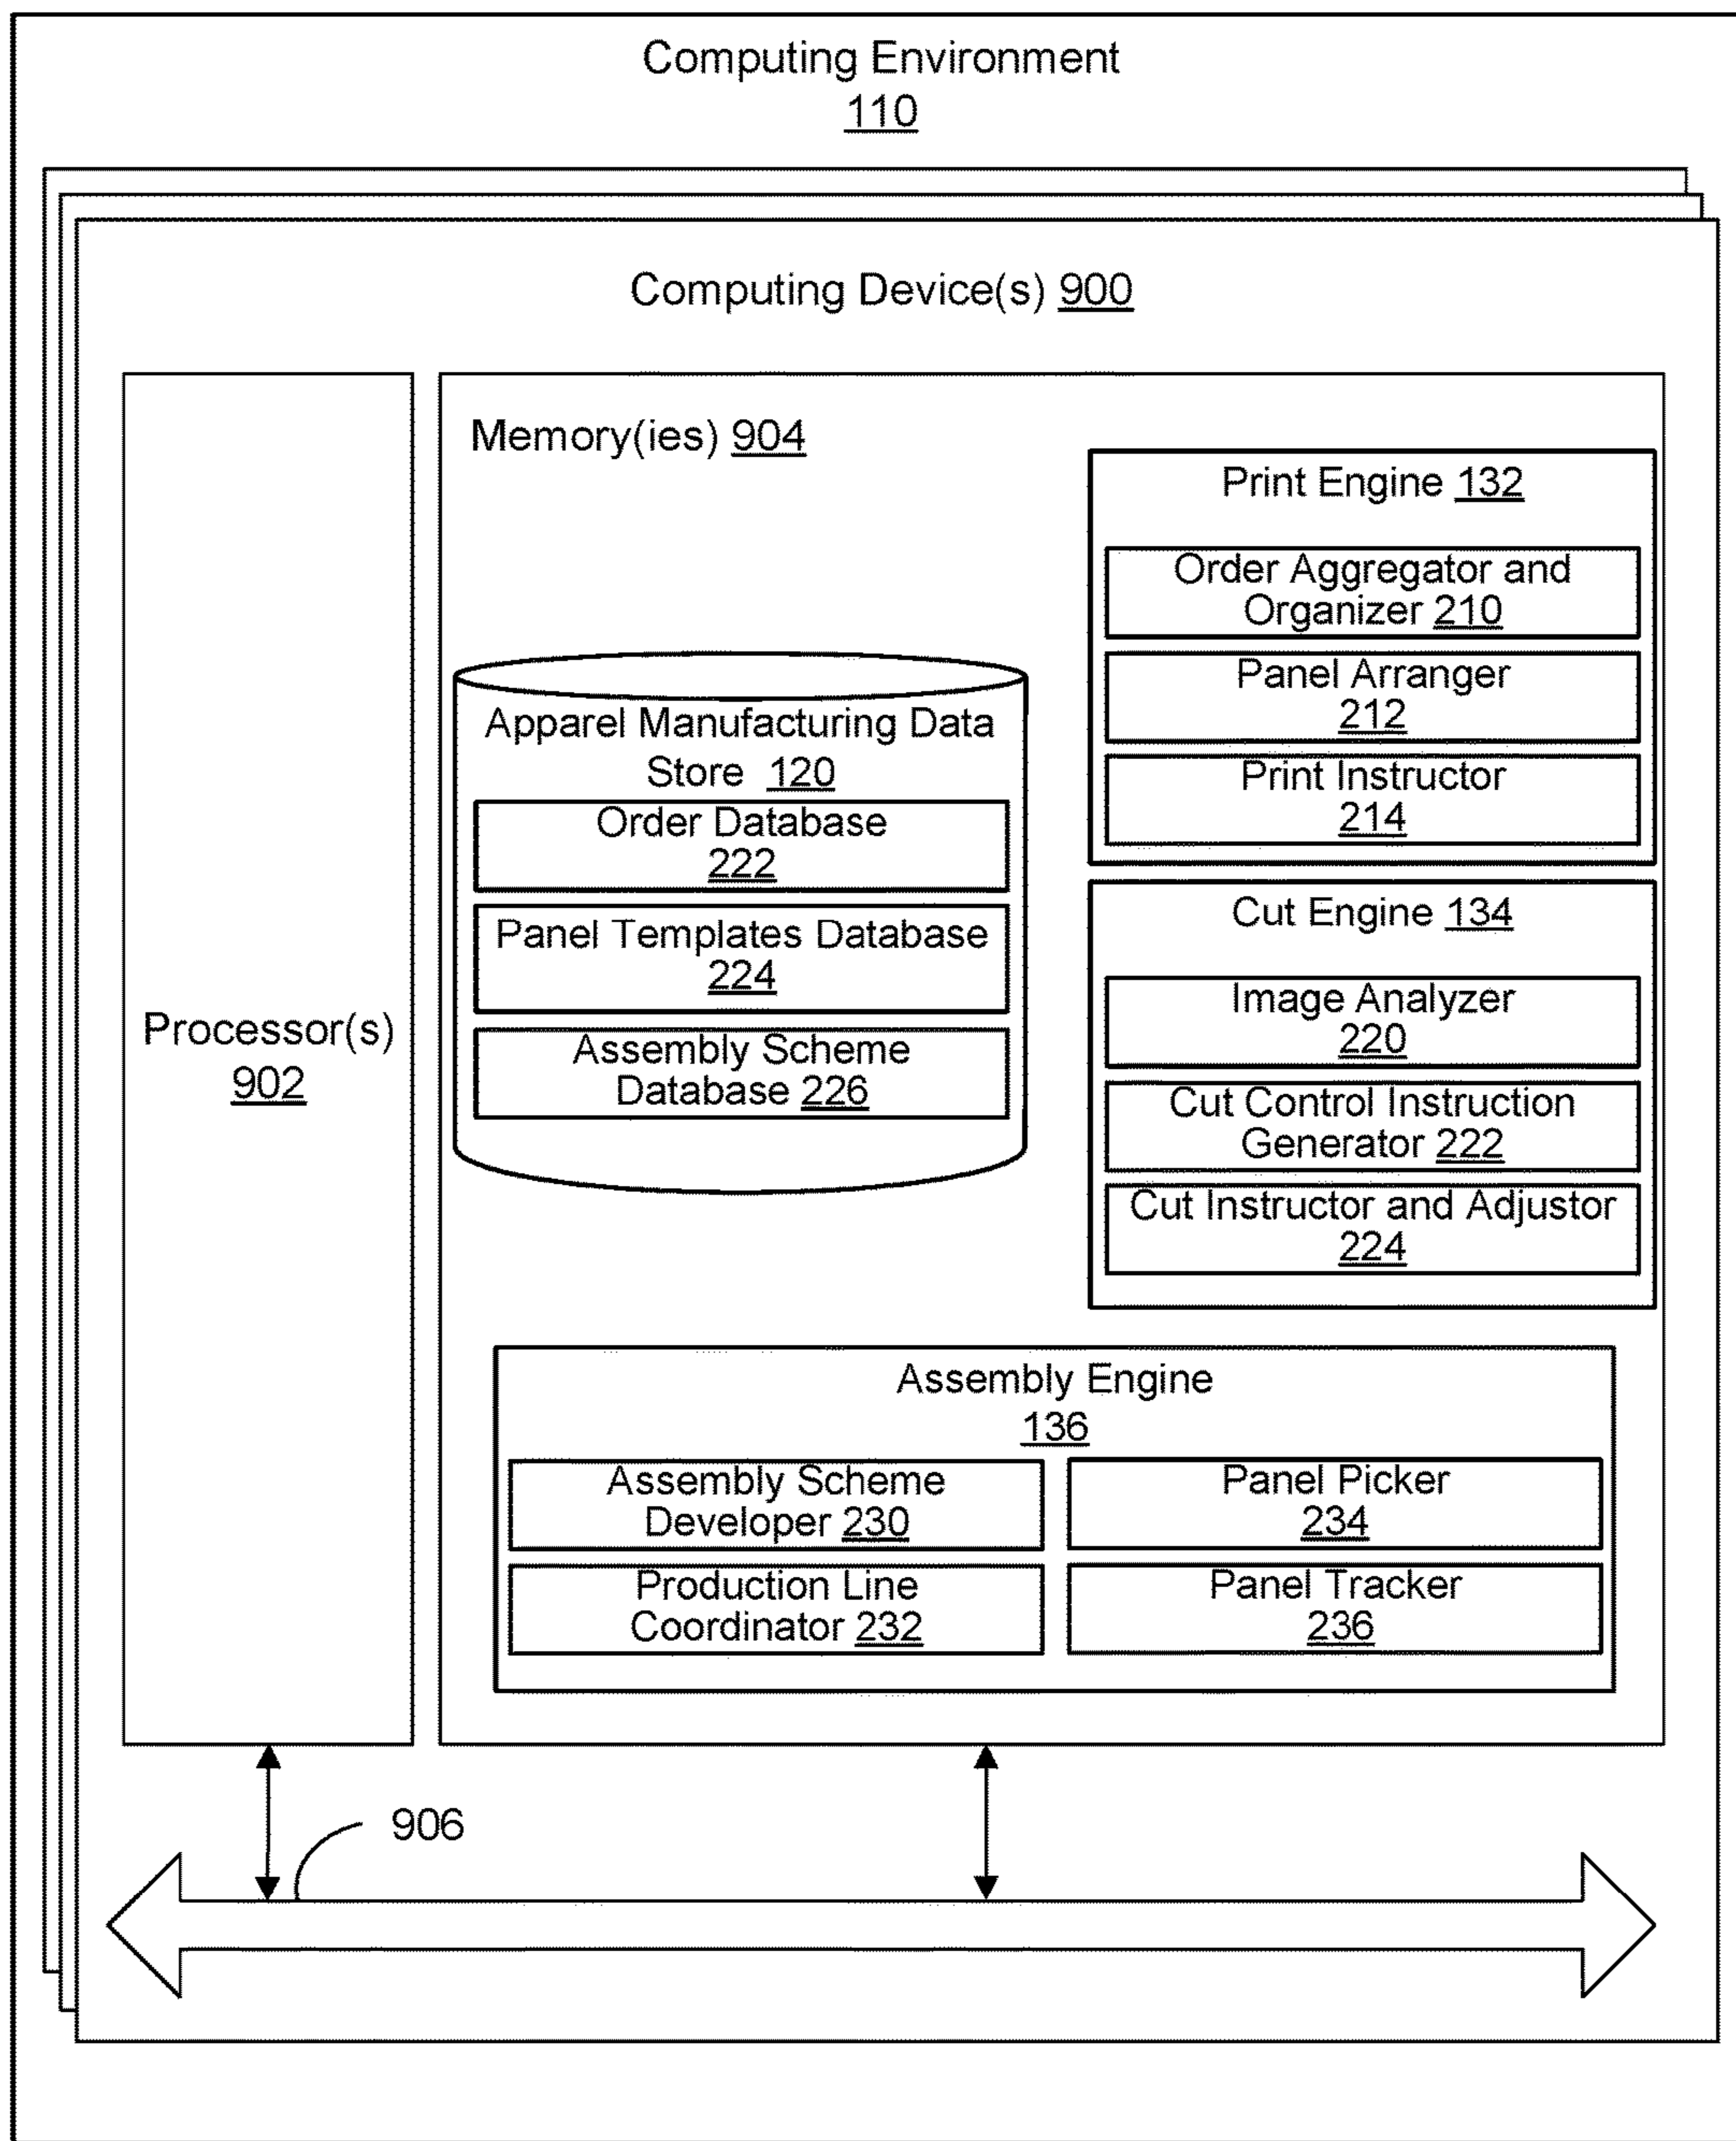 Computing Environment
110
Computing Device(s) 900
Processor(s)
902
Memory(ies) 904
Apparel Manufacturing Data
Store 120
Order Database
222
Panel Templates Database
224
Assembly Scheme
Database 226
Print Engine 132
Order Aggregator and
Organizer 210
Panel Arranger
212
Print Instructor
214
Cut Engine 134
Image Analyzer
220
Cut Control Instruction
Generator 222
Cut Instructor and Adjustor
224
Assembly Engine
136
Assembly Scheme
Developer 230
Panel Picker
234
Production Line
Coordinator 232
Panel Tracker
236
906